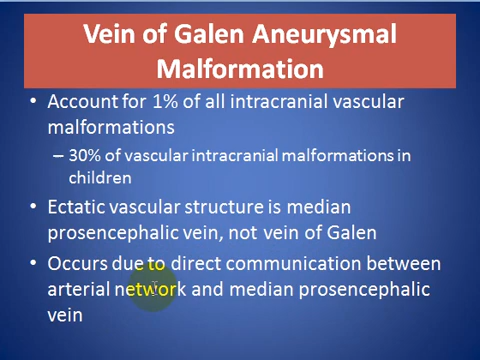 Vein of Galen Aneurysmal
Malformation
• Account for 1% of all intracranial vascular
malformations
– 30% of vascular intracranial malformations in
children
• Ectatic vascular structure is median
prosencephalic vein, not vein of Galen
• Occurs due to direct communication between
arterial network and median prosencephalic
vein